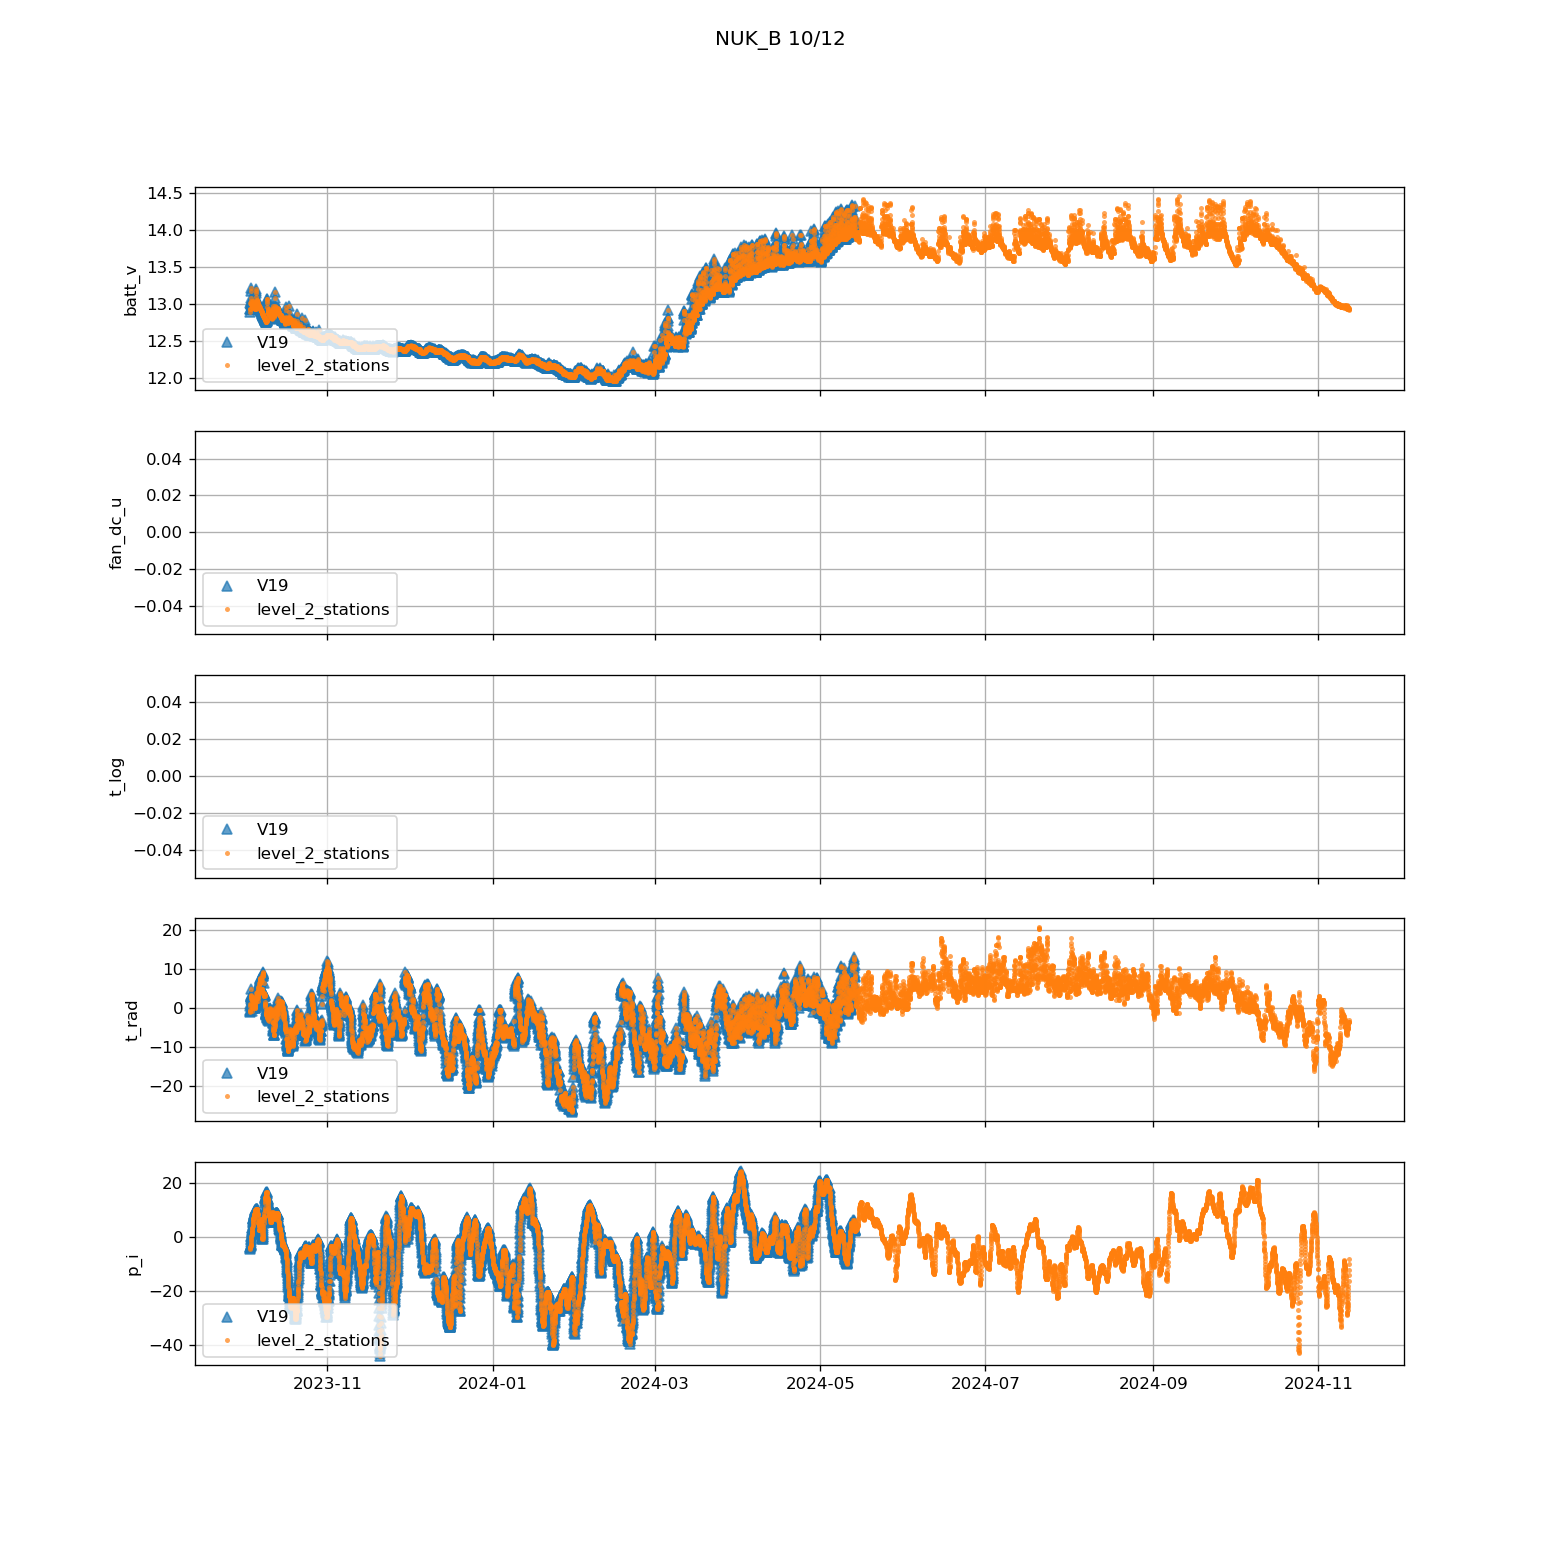 NUK_B 10/12
14.5
14.0
13.5
13.0
12.5
12.0
batt_v
V19
level_2_stations
0.04
0.02
0.00
−0.02
−0.04
fan_dc_u
V19
level_2_stations
0.04
0.02
0.00
−0.02
−0.04
t_log
V19
level_2_stations
20
10
0
−10
−20
t_rad
V19
level_2_stations
20
0
−20
−40
p_i
V19
level_2_stations
2023-11 2024-01 2024-03 2024-05 2024-07 2024-09 2024-11